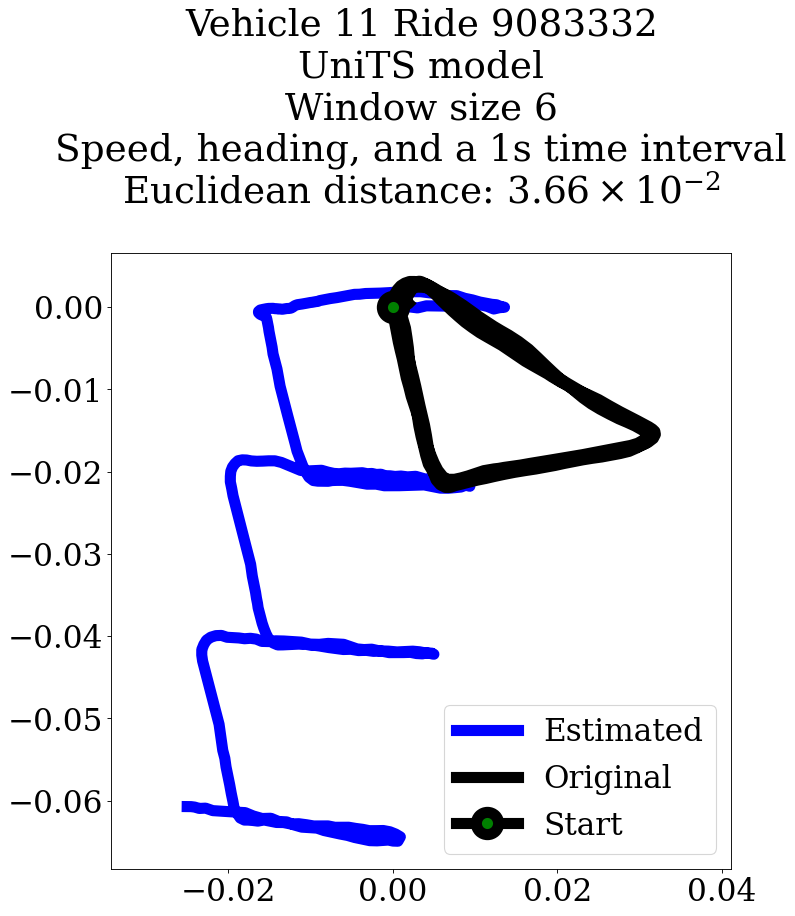 Vehicle 11 Ride 9083332
UniTS model
Window size 6
Speed, heading, and a 1s time interval
Euclidean distance: 3.66 × 10⁻²
0.00
−0.01
−0.02
−0.03
−0.04
−0.05
−0.06
Estimated
Original
Start
−0.02 0.00 0.02 0.04